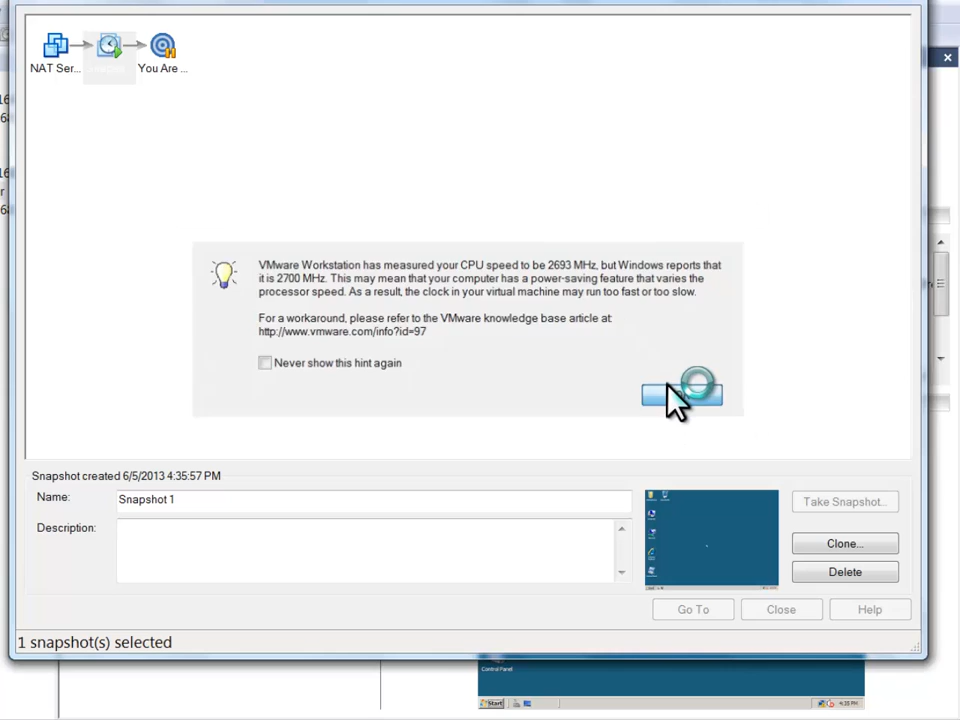 NAT Ser... You Are ...
VMware Workstation has measured your CPU speed to be 2693 MHz, but Windows reports that
it is 2700 MHz. This may mean that your computer has a power-saving feature that varies the
processor speed. As a result, the clock in your virtual machine may run too fast or too slow.
For a workaround, please refer to the VMware knowledge base article at:
http://www.vmware.com/info?id=97
Never show this hint again
Snapshot created 6/5/2013 4:35:57 PM
Name: Snapshot 1
Take Snapshot...
Description:
Clone...
Delete
Go To Close Help
1 snapshot(s) selected
Control Panel
Start 4:35 PM